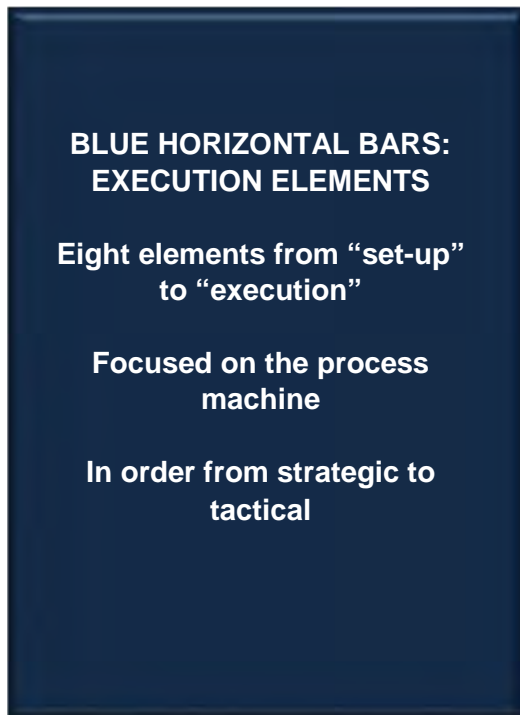 BLUE HORIZONTAL BARS:
EXECUTION ELEMENTS
Eight elements from “set-up”
to “execution”
Focused on the process
machine
In order from strategic to
tactical